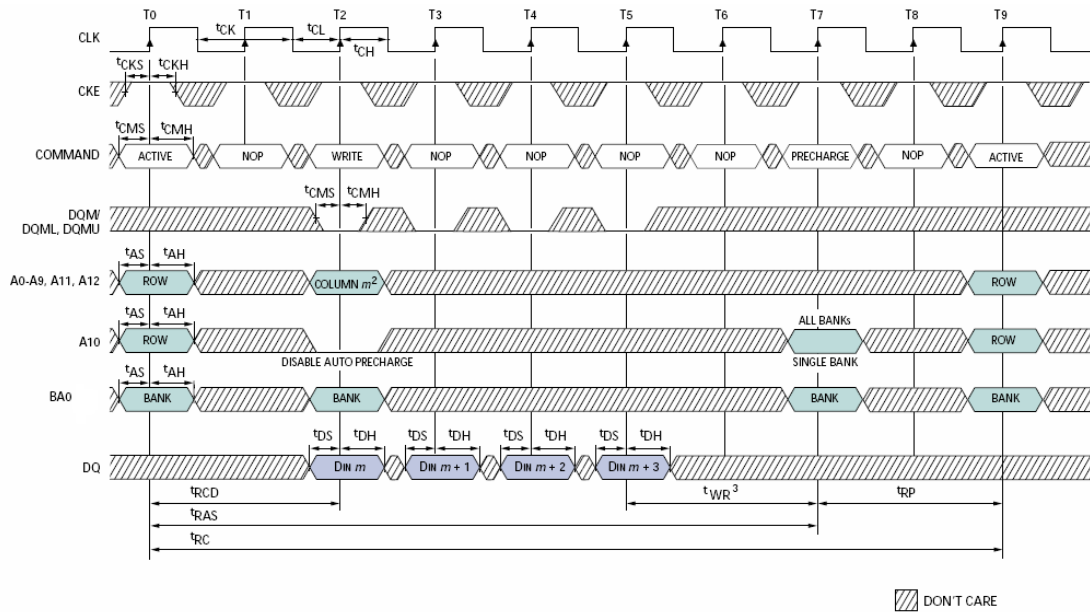 T0 T1 T2 T3 T4 T5 T6 T7 T8 T9
CLK
tCK tCL
tCH
tCKS tCKH
CKE
tCMS tCMH
COMMAND ACTIVE NOP WRITE NOP NOP NOP NOP PRECHARGE NOP ACTIVE
tCMS tCMH
DQM/
DQML, DQMU
tAS tAH
A0-A9, A11, A12 ROW COLUMN m² ROW
tAS tAH ALL BANKs
A10 ROW ROW
DISABLE AUTO PRECHARGE SINGLE BANK
tAS tAH
BA0 BANK BANK BANK BANK
tDS tDH tDS tDH tDS tDH tDS tDH
DQ DIN m DIN m + 1 DIN m + 2 DIN m + 3
tRCD tWR³ tRP
tRAS
tRC
DON'T CARE